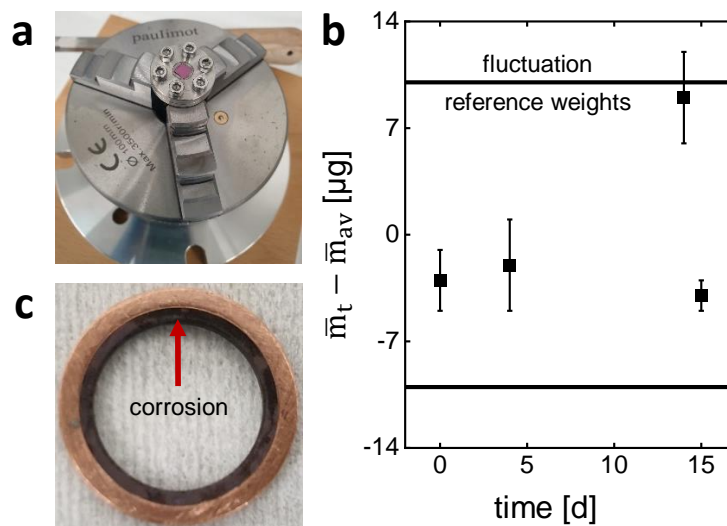 a
paulimot
CE
Ø 100mm
Max.3500r/min
b
14
7
0
-7
-14
fluctuation
reference weights
m̅ₜ − m̅ₐᵥ [µg]
0
5
10
15
time [d]
c
corrosion